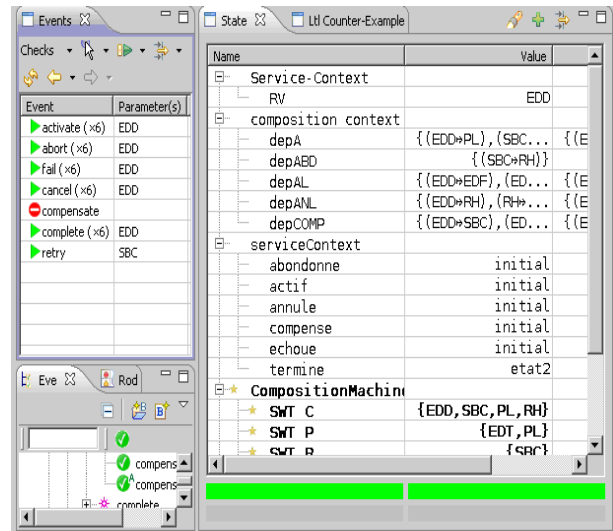 Events
State
Ltl Counter-Example
Checks
Event Parameter(s)
activate (×6) EDD
abort (×6) EDD
fail (×6) EDD
cancel (×6) EDD
compensate
complete (×6) EDD
retry SBC
Name Value
Service-Context
RV EDD
composition context
depA {(EDD↦PL),(SBC... {(E
depABD {(SBC↦RH)}
depAL {(EDD↦EDF),(ED... {(E
depANL {(EDD↦RH),(RH↦... {(E
depCOMP {(EDD↦SBC),(ED... {(E
serviceContext
abondonne initial
actif initial
annule initial
compense initial
echoue initial
termine etat2
CompositionMachin
SWT C {EDD,SBC,PL,RH}
SWT P {EDT,PL}
SWT R {SBC}
Eve
Rod
compens
compens
complete